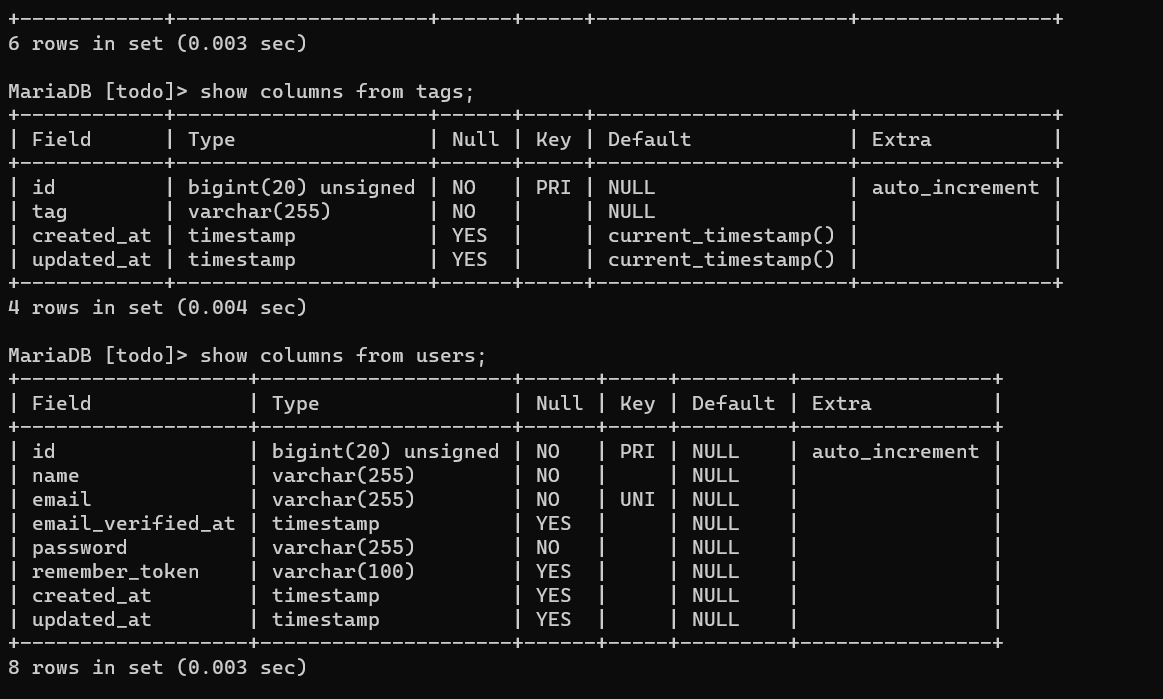 +------------+---------------------+------+-----+---------------------+----------------+
6 rows in set (0.003 sec)
MariaDB [todo]> show columns from tags;
+------------+---------------------+------+-----+---------------------+----------------+
| Field      | Type                | Null | Key | Default             | Extra          |
+------------+---------------------+------+-----+---------------------+----------------+
| id         | bigint(20) unsigned | NO   | PRI | NULL                | auto_increment |
| tag        | varchar(255)        | NO   |     | NULL                |                |
| created_at | timestamp           | YES  |     | current_timestamp() |                |
| updated_at | timestamp           | YES  |     | current_timestamp() |                |
+------------+---------------------+------+-----+---------------------+----------------+
4 rows in set (0.004 sec)
MariaDB [todo]> show columns from users;
+-------------------+---------------------+------+-----+---------+----------------+
| Field             | Type                | Null | Key | Default | Extra          |
+-------------------+---------------------+------+-----+---------+----------------+
| id                | bigint(20) unsigned | NO   | PRI | NULL    | auto_increment |
| name              | varchar(255)        | NO   |     | NULL    |                |
| email             | varchar(255)        | NO   | UNI | NULL    |                |
| email_verified_at | timestamp           | YES  |     | NULL    |                |
| password          | varchar(255)        | NO   |     | NULL    |                |
| remember_token    | varchar(100)        | YES  |     | NULL    |                |
| created_at        | timestamp           | YES  |     | NULL    |                |
| updated_at        | timestamp           | YES  |     | NULL    |                |
+-------------------+---------------------+------+-----+---------+----------------+
8 rows in set (0.003 sec)